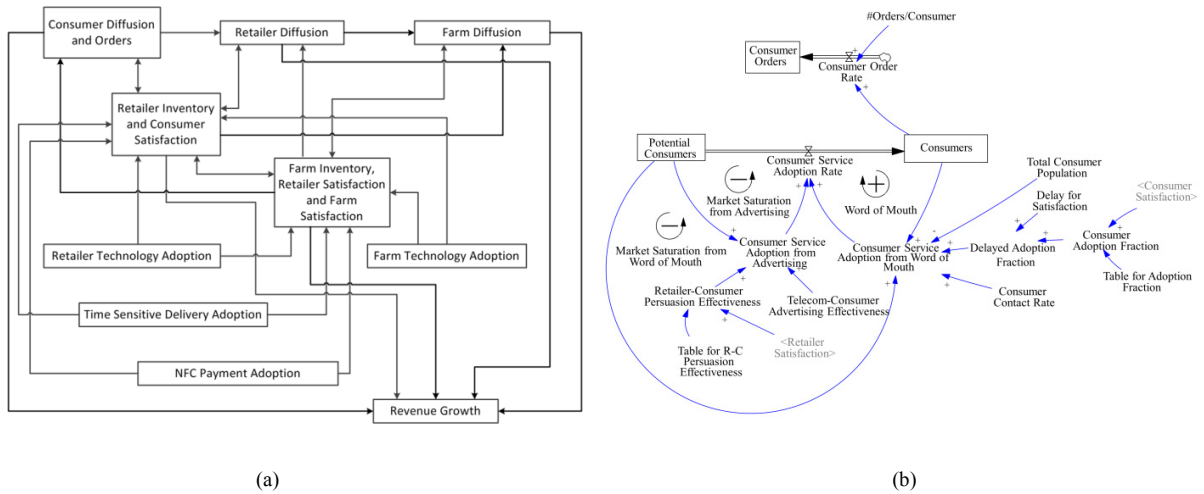 Consumer Diffusion
and Orders
Retailer Diffusion
Farm Diffusion
Retailer Inventory
and Consumer
Satisfaction
Farm Inventory,
Retailer Satisfaction
and Farm
Satisfaction
Retailer Technology Adoption
Farm Technology Adoption
Time Sensitive Delivery Adoption
NFC Payment Adoption
Revenue Growth
(a)
#Orders/Consumer
Consumer
Orders
Consumer Order
Rate
Potential
Consumers
Consumers
Consumer Service
Adoption Rate
Market Saturation
from Advertising
Word of Mouth
Market Saturation from
Word of Mouth
Consumer Service
Adoption from
Advertising
Consumer Service
Adoption from Word of
Mouth
Total Consumer
Population
Delay for
Satisfaction
<Consumer
Satisfaction>
Delayed Adoption
Fraction
Consumer
Adoption Fraction
Table for Adoption
Fraction
Consumer
Contact Rate
Retailer-Consumer
Persuasion Effectiveness
Telecom-Consumer
Advertising Effectiveness
Table for R-C
Persuasion
Effectiveness
<Retailer
Satisfaction>
(b)